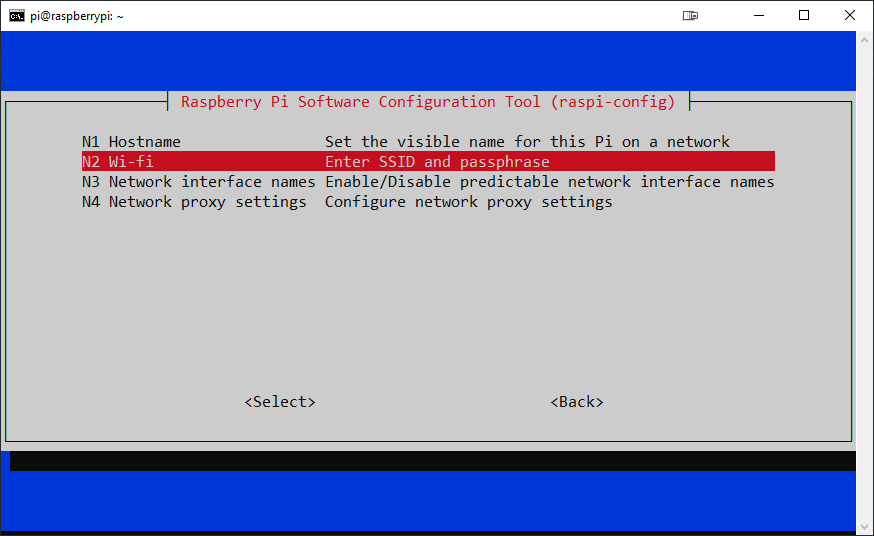 pi@raspberrypi: ~
Raspberry Pi Software Configuration Tool (raspi-config)
N1 Hostname Set the visible name for this Pi on a network
N2 Wi-fi Enter SSID and passphrase
N3 Network interface names Enable/Disable predictable network interface names
N4 Network proxy settings Configure network proxy settings
<Select> <Back>